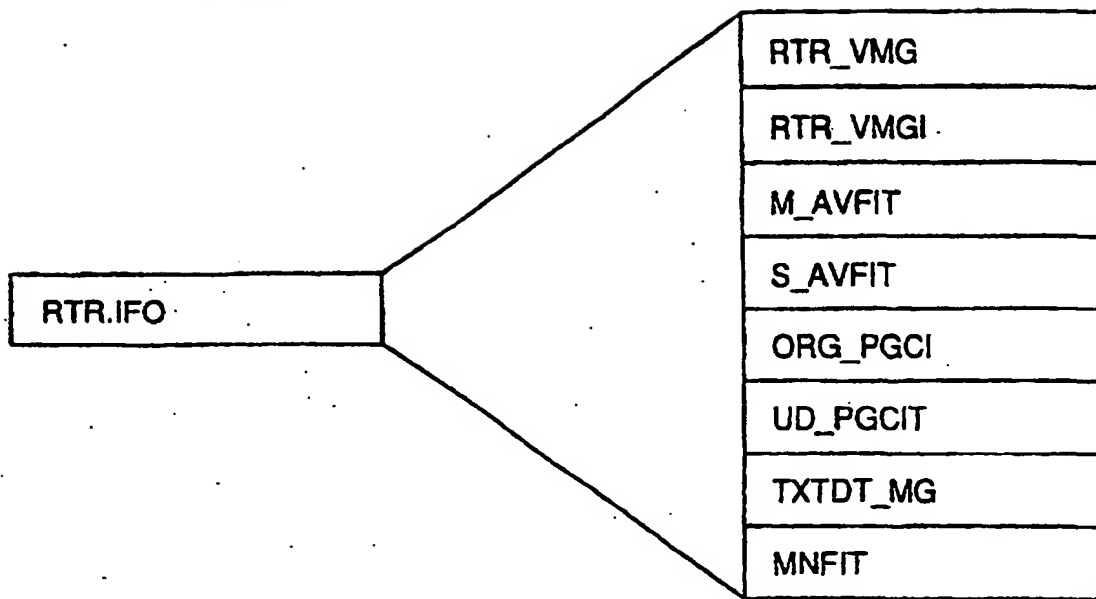 RTR.IFO
RTR_VMG
RTR_VMGI
M_AVFIT
S_AVFIT
ORG_PGCI
UD_PGCIT
TXTDT_MG
MNFIT